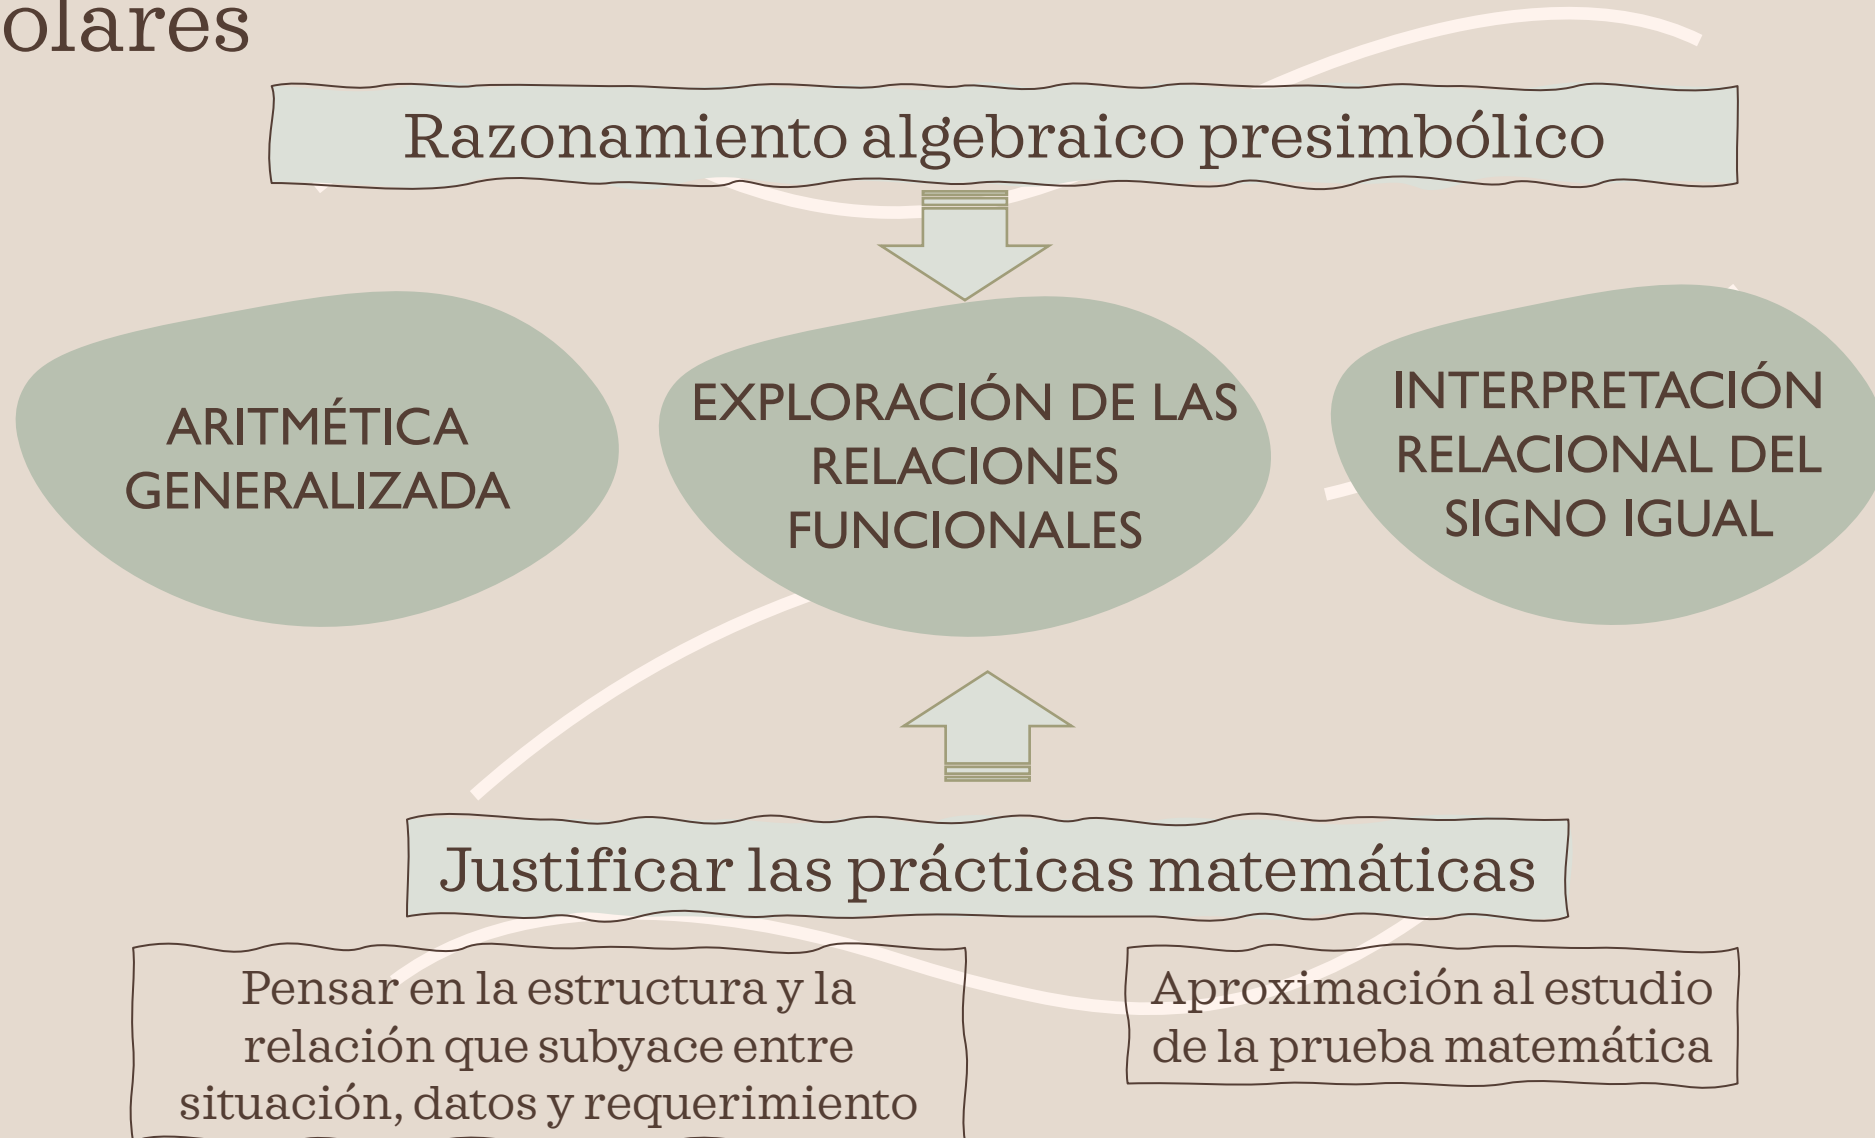 olares
Razonamiento algebraico presimbólico
ARITMÉTICA
GENERALIZADA
EXPLORACIÓN DE LAS
RELACIONES
FUNCIONALES
INTERPRETACIÓN
RELACIONAL DEL
SIGNO IGUAL
Justificar las prácticas matemáticas
Pensar en la estructura y la
relación que subyace entre
situación, datos y requerimiento
Aproximación al estudio
de la prueba matemática